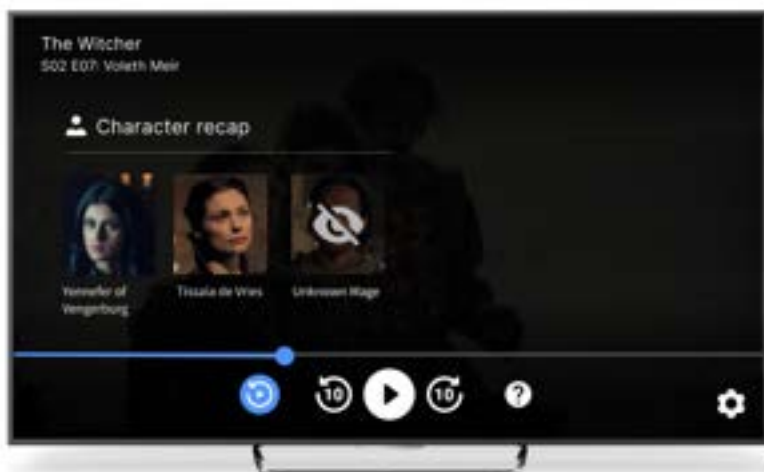 The Witcher
S02 E07: Voleth Meir
Character recap
Yennefer of
Vengerburg
Tissaia de Vries
Unknown Mage
10
10
?